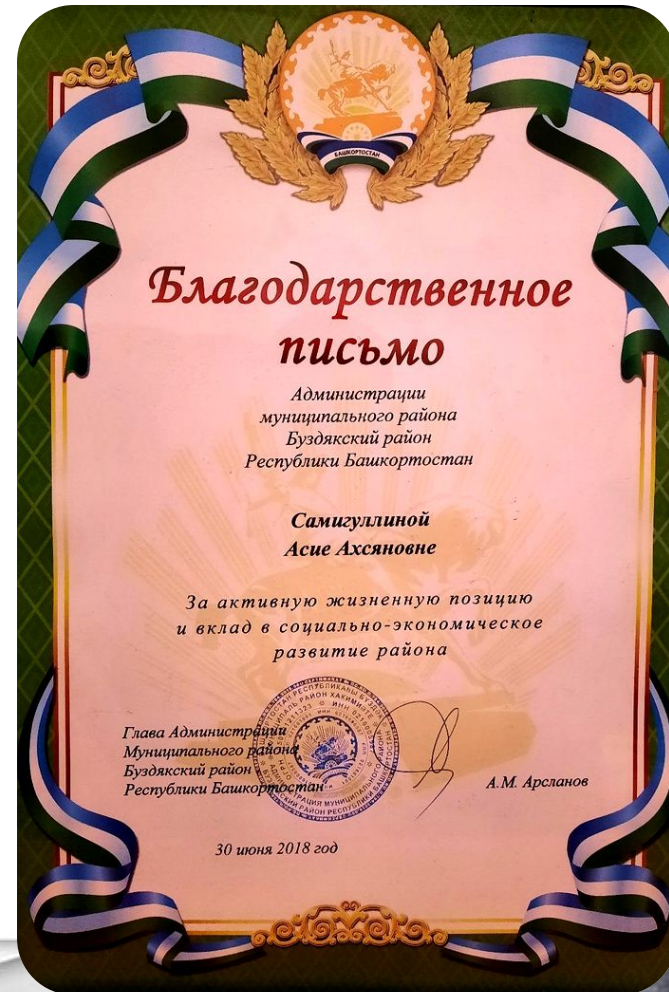 БАШКОРТОСТАН
Благодарственное
письмо
Администрации
муниципального района
Буздякский район
Республики Башкортостан
Самигуллиной
Асие Ахсяновне
За активную жизненную позицию
и вклад в социально-экономическое
развитие района
Глава Администрации
Муниципального района
Буздякский район
Республики Башкортостан
А.М. Арсланов
30 июня 2018 год